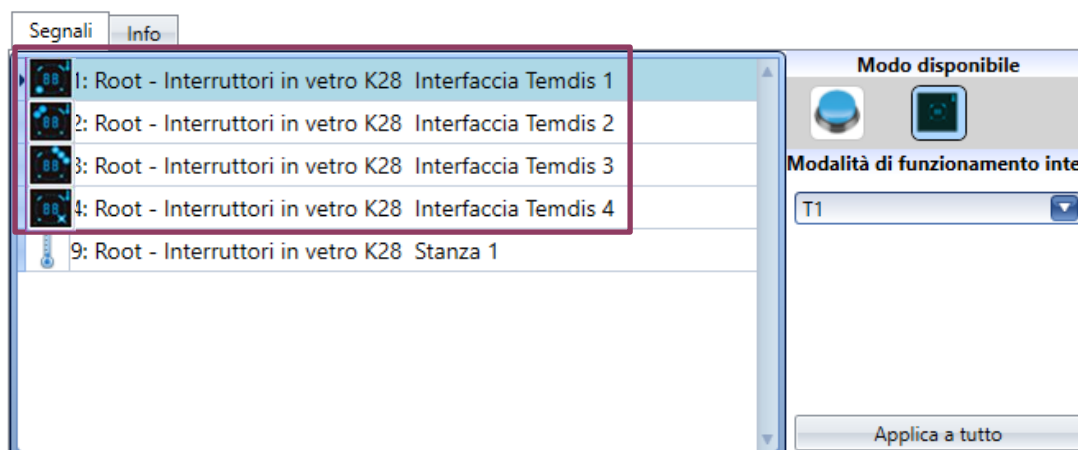 Segnali
Info
1: Root - Interruttori in vetro K28 Interfaccia Temdis 1
2: Root - Interruttori in vetro K28 Interfaccia Temdis 2
3: Root - Interruttori in vetro K28 Interfaccia Temdis 3
4: Root - Interruttori in vetro K28 Interfaccia Temdis 4
9: Root - Interruttori in vetro K28 Stanza 1
Modo disponibile
Modalità di funzionamento inte
T1
Applica a tutto